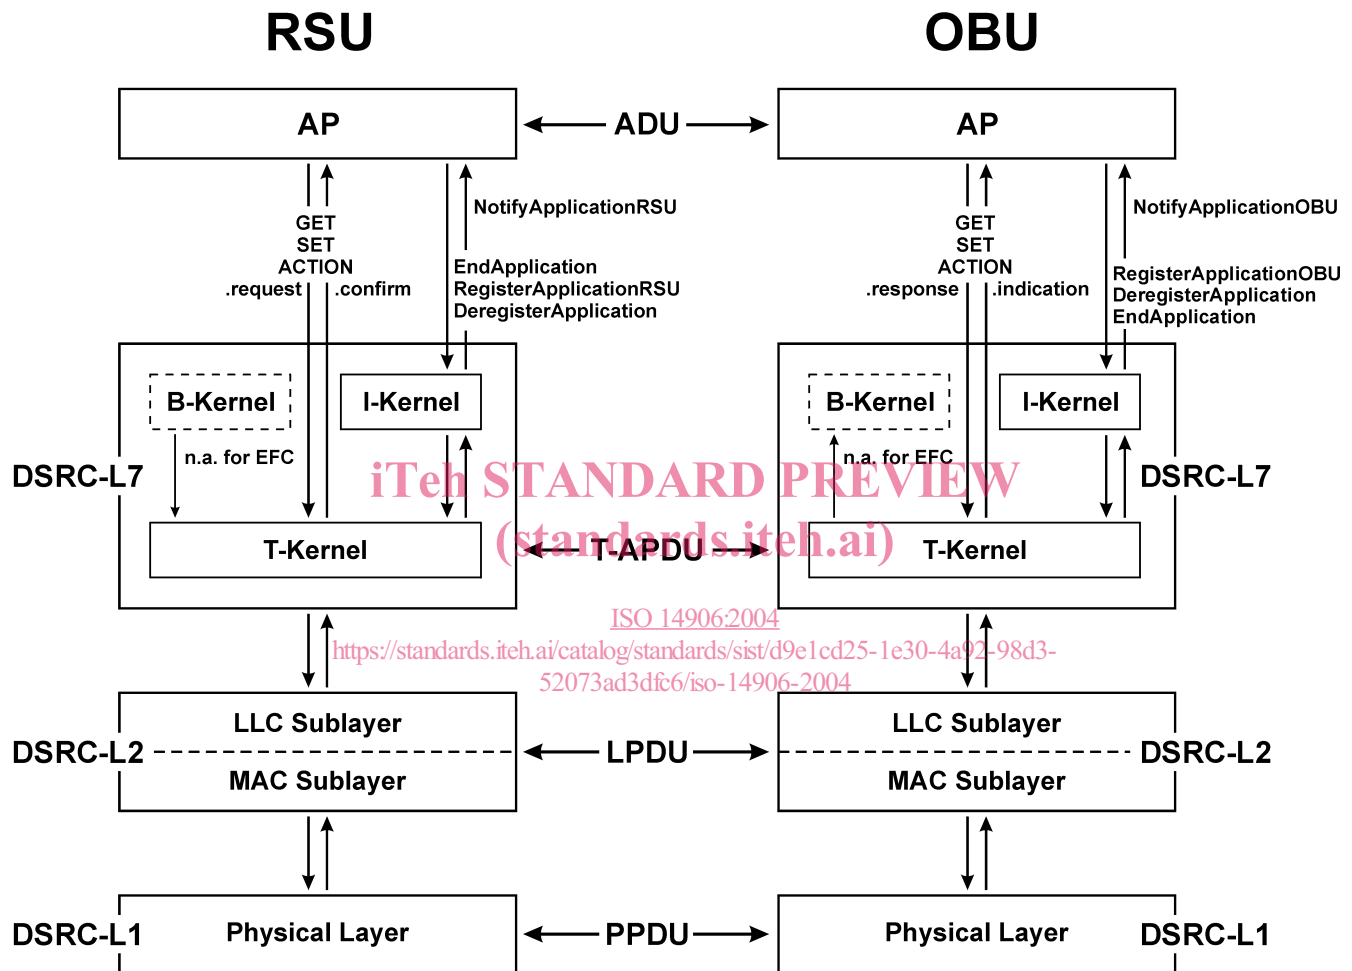 RSU
OBU
AP
ADU
AP
NotifyApplicationRSU
GET
SET
ACTION
.request
.confirm
EndApplication
RegisterApplicationRSU
DeregisterApplication
NotifyApplicationOBU
GET
SET
ACTION
.response
.indication
RegisterApplicationOBU
DeregisterApplication
EndApplication
B-Kernel
I-Kernel
B-Kernel
I-Kernel
n.a. for EFC
n.a. for EFC
DSRC-L7
iTeh STANDARD PREVIEW
DSRC-L7
(standards.iteh.ai)
T-Kernel
T-APDU
T-Kernel
ISO 14906:2004
https://standards.iteh.ai/catalog/standards/sist/d9e1cd25-1e30-4a92-98d3-
52073ad3dfc6/iso-14906-2004
LLC Sublayer
LLC Sublayer
DSRC-L2
LPDU
DSRC-L2
MAC Sublayer
MAC Sublayer
DSRC-L1
Physical Layer
PPDU
Physical Layer
DSRC-L1